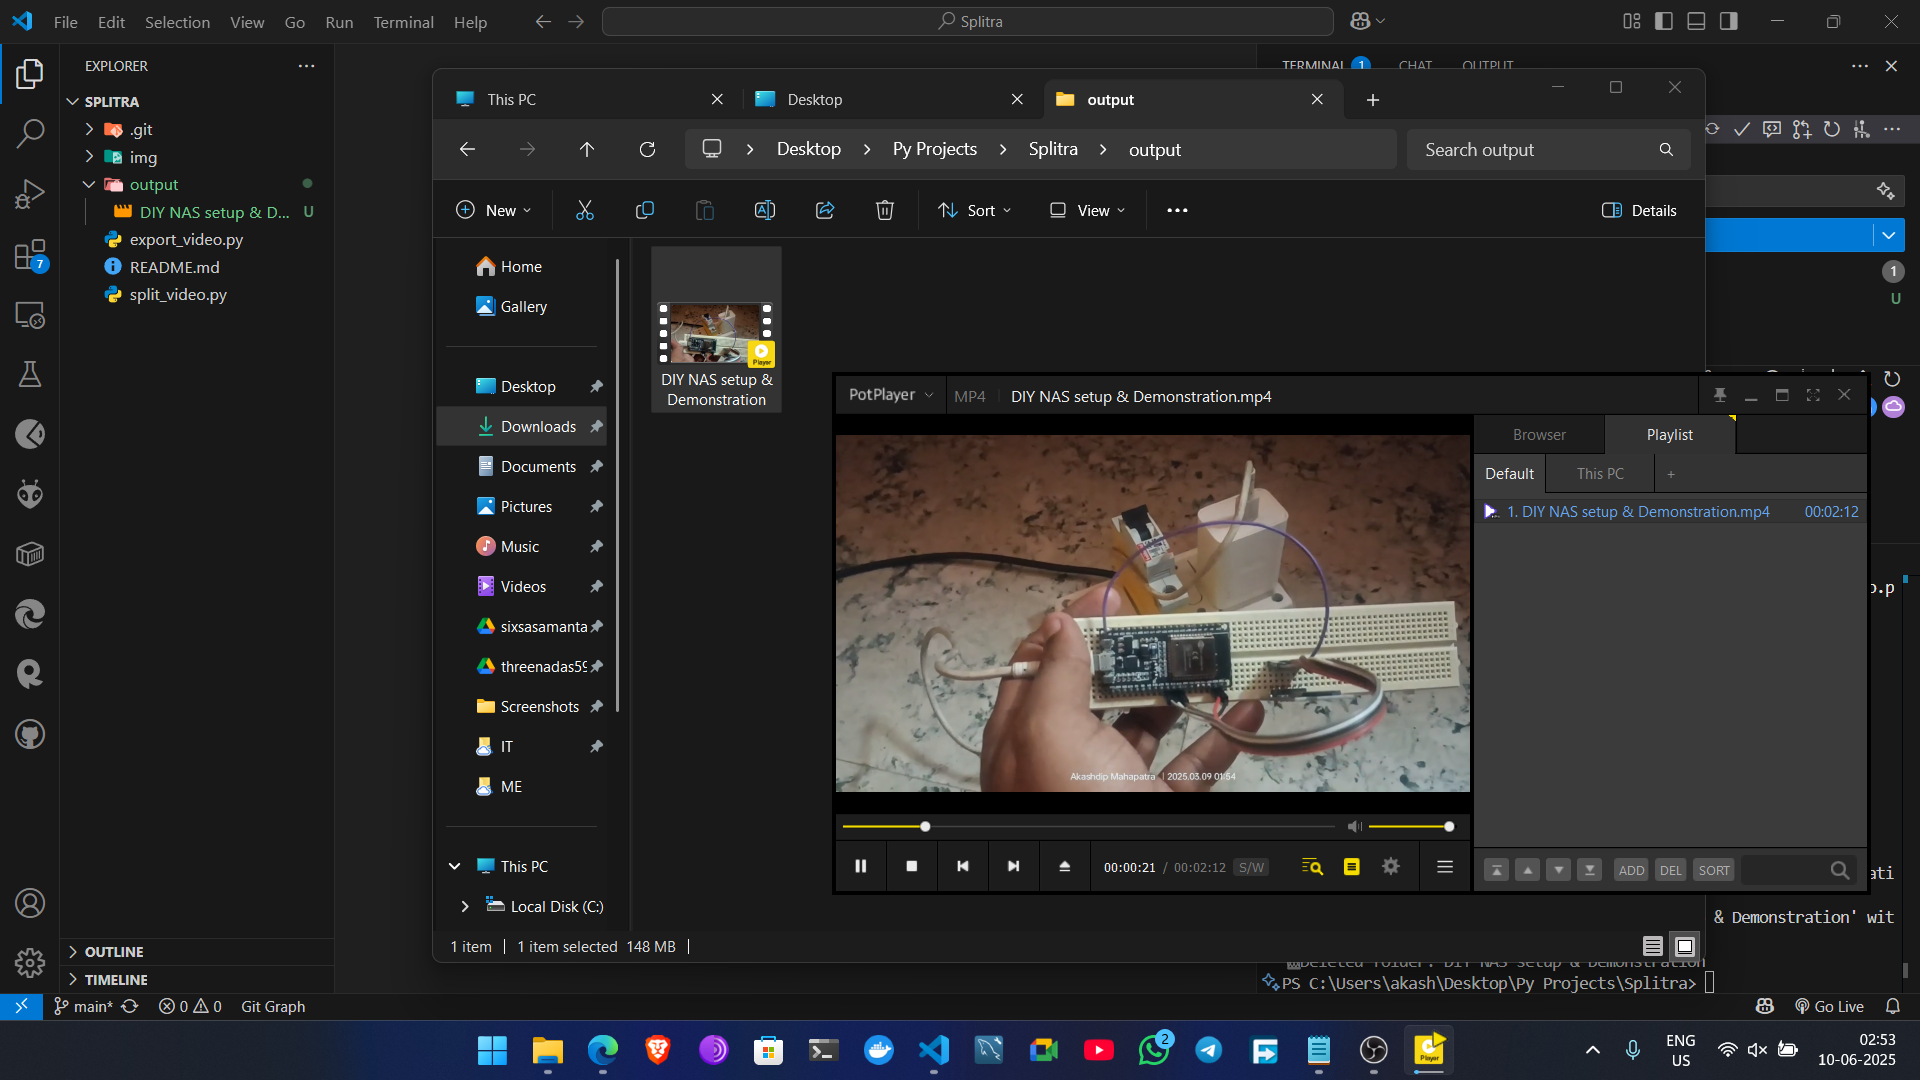 File Edit Selection View Go Run Terminal Help
Splitra
EXPLORER
SPLITRA
.git
img
output
DIY NAS setup & D... U
export_video.py
README.md
split_video.py
7
OUTLINE
TIMELINE
main* 0 0 Git Graph
Go Live
TERMINAL 1 CHAT OUTPUT
1
U
This PC
Desktop
output
Desktop > Py Projects > Splitra > output
Search output
New
Sort
View
Details
Home
Gallery
Desktop
Downloads
Documents
Pictures
Music
Videos
sixsasamanta
threenadas59
Screenshots
IT
ME
This PC
Local Disk (C:)
Player
DIY NAS setup &
Demonstration
1 item 1 item selected 148 MB
PotPlayer MP4 DIY NAS setup & Demonstration.mp4
Browser Playlist
Default This PC +
1. DIY NAS setup & Demonstration.mp4 00:02:12
Akashdip Mahapatra | 2025.03.09 01:54
00:00:21 / 00:02:12 S/W
ADD DEL SORT
o.p
ati
& Demonstration' wit
Deleted folder: DIY NAS setup & Demonstration
PS C:\Users\akash\Desktop\Py Projects\Splitra>
2
Player
ENG
US
02:53
10-06-2025